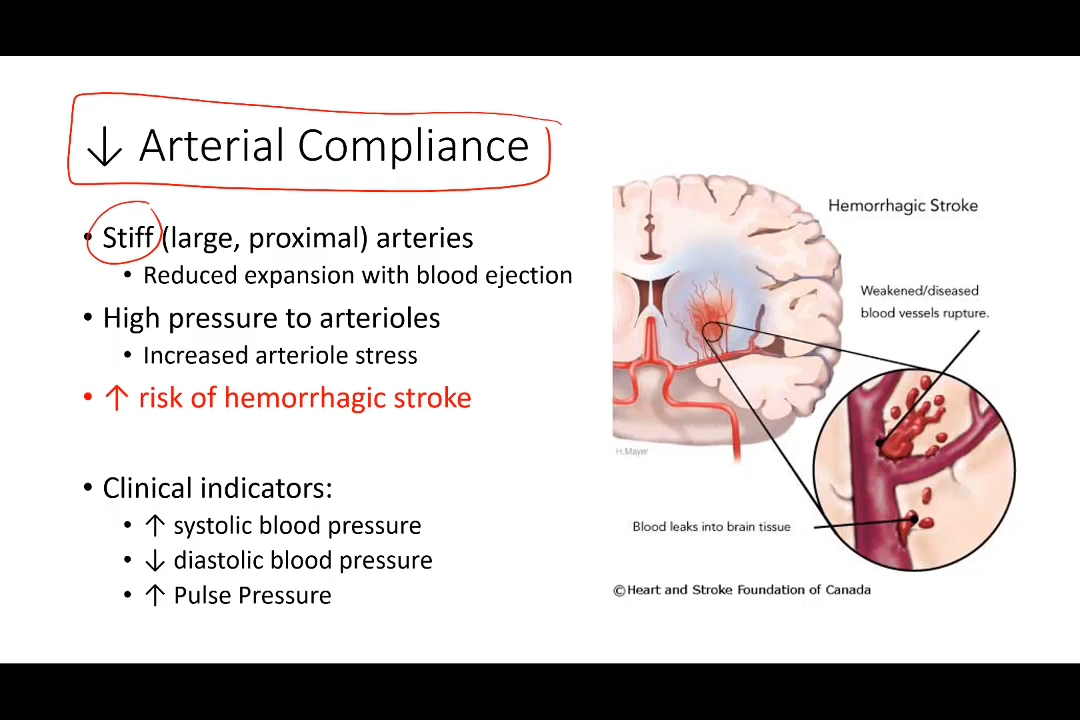 ↓ Arterial Compliance
• Stiff (large, proximal) arteries
• Reduced expansion with blood ejection
• High pressure to arterioles
• Increased arteriole stress
• ↑ risk of hemorrhagic stroke
• Clinical indicators:
• ↑ systolic blood pressure
• ↓ diastolic blood pressure
• ↑ Pulse Pressure
Hemorrhagic Stroke
Weakened/diseased
blood vessels rupture.
H.Mayer
Blood leaks into brain tissue
©Heart and Stroke Foundation of Canada